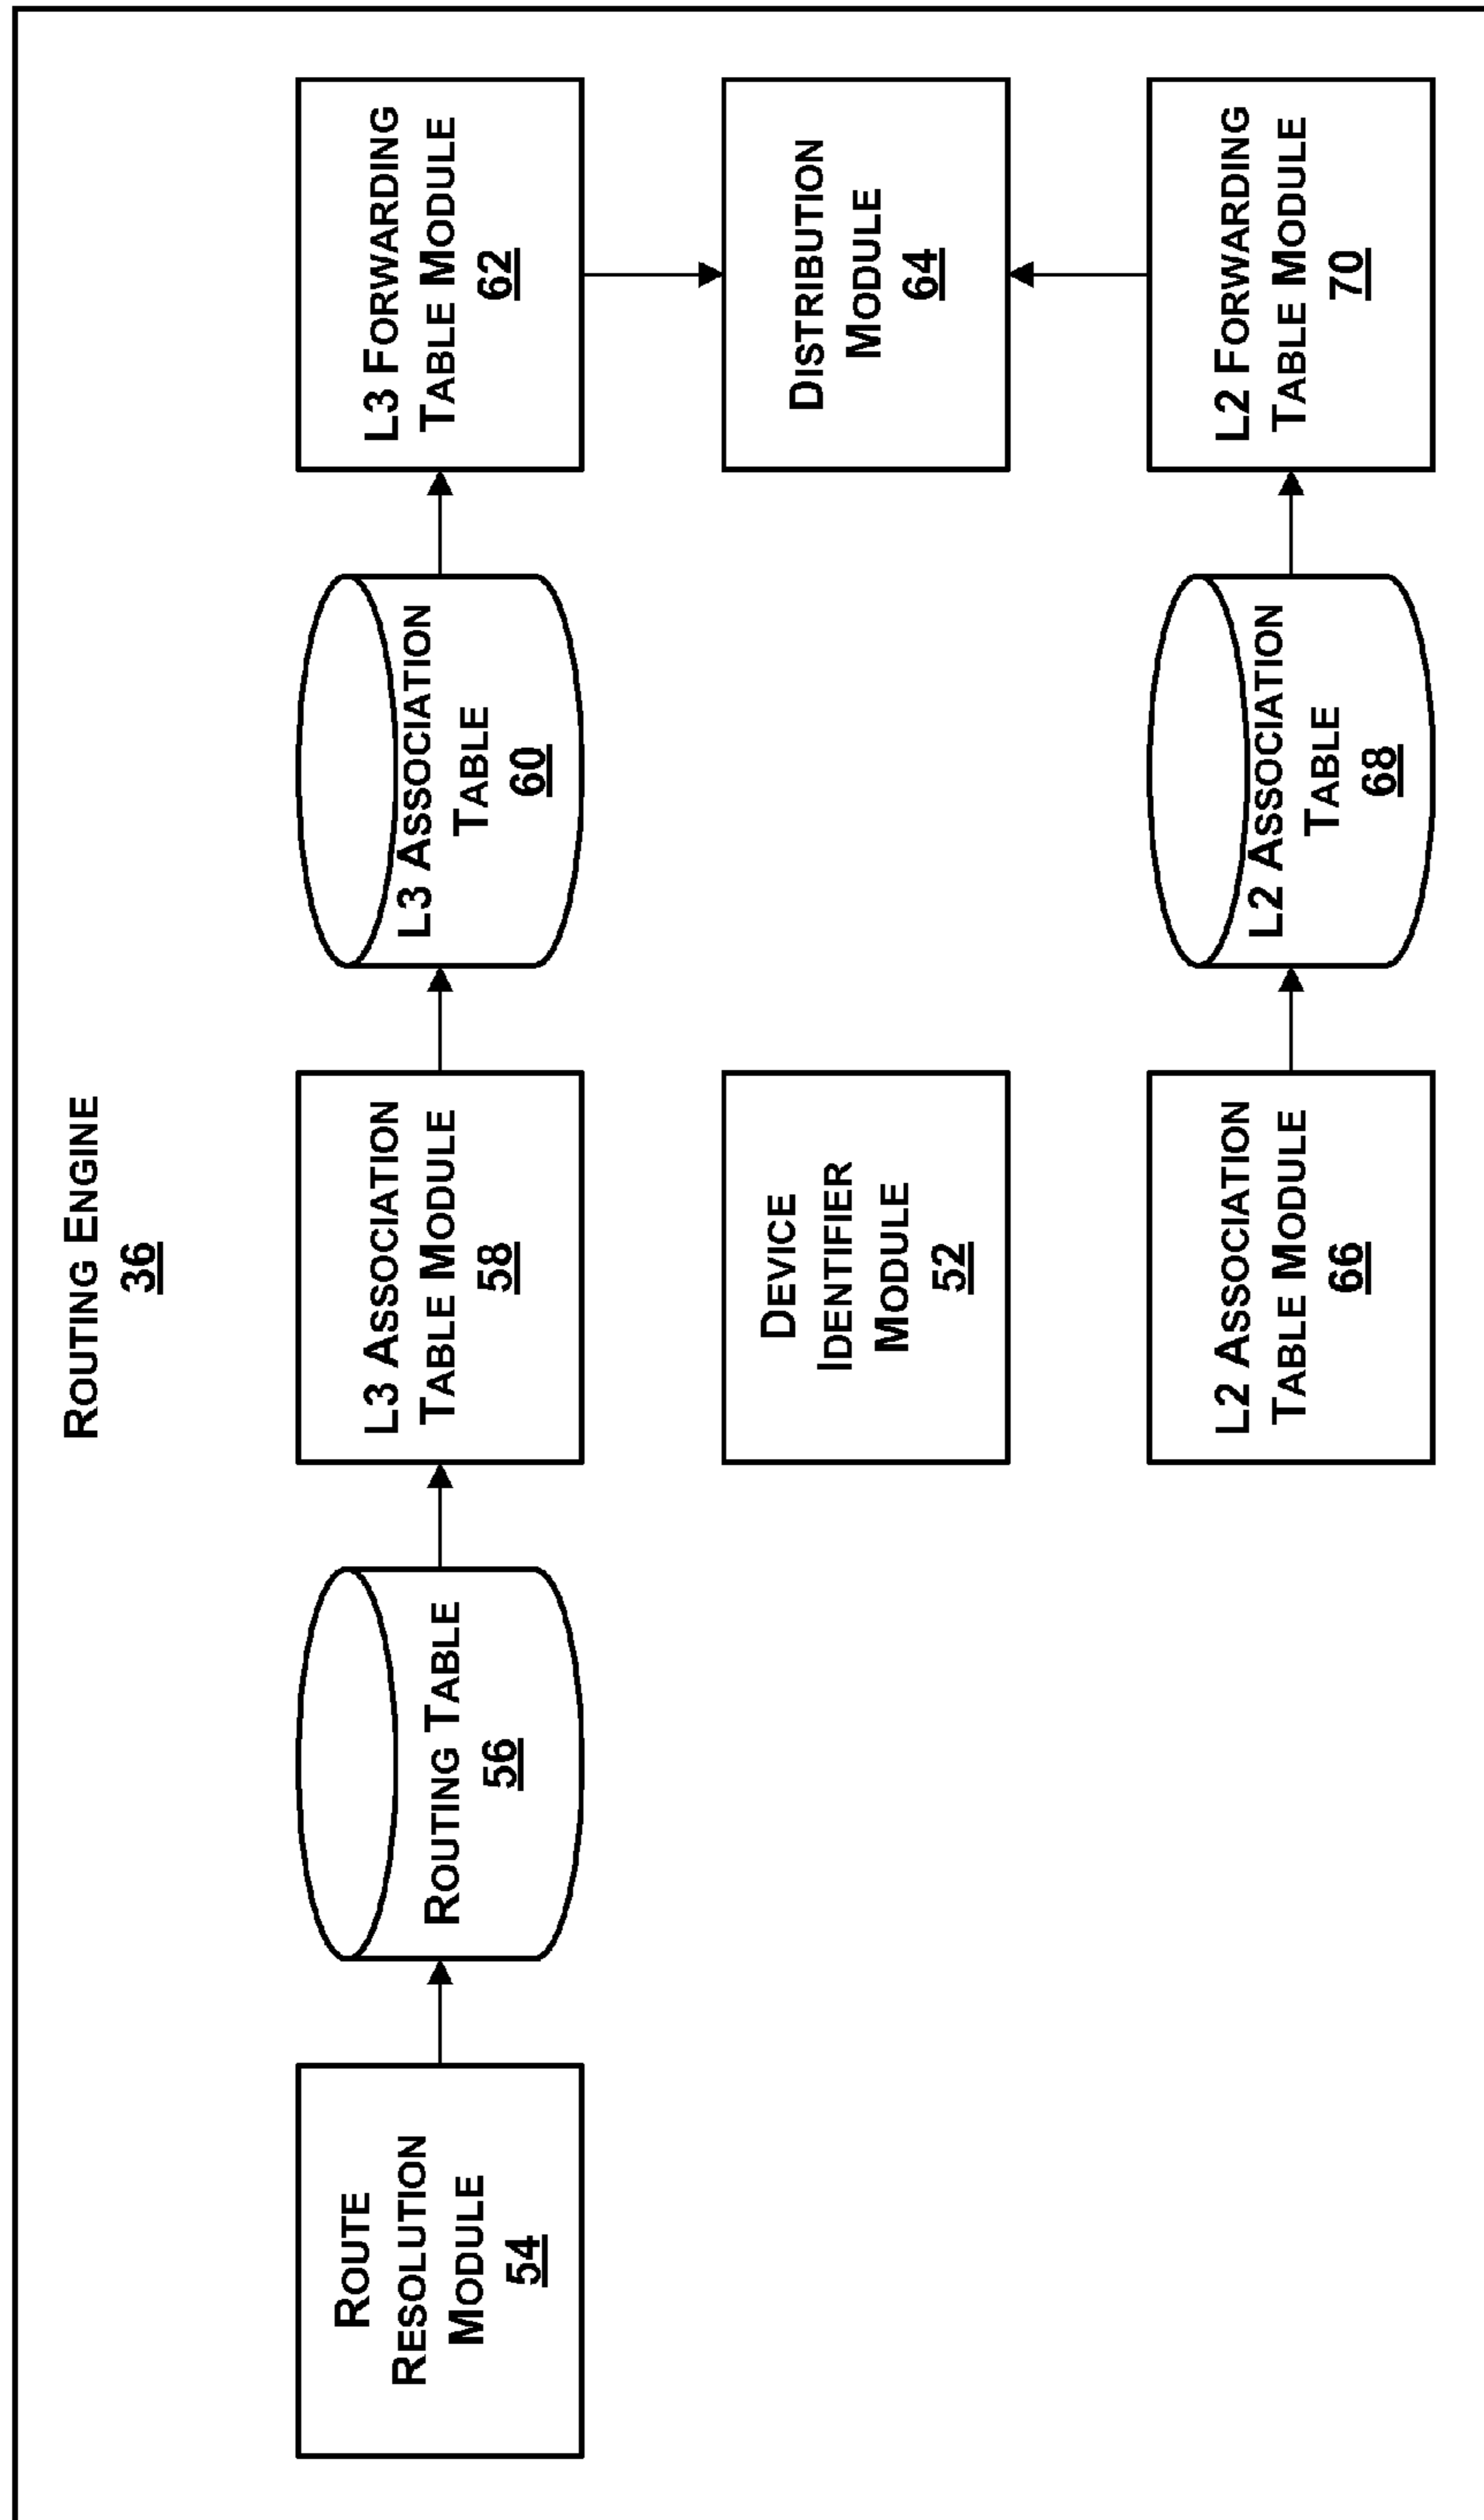 ROUTING ENGINE
36
ROUTE
RESOLUTION
MODULE
54
ROUTING TABLE
56
L3 ASSOCIATION
TABLE MODULE
58
L3 ASSOCIATION
TABLE
60
L3 FORWARDING
TABLE MODULE
62
DEVICE
IDENTIFIER
MODULE
52
DISTRIBUTION
MODULE
64
L2 ASSOCIATION
TABLE MODULE
66
L2 ASSOCIATION
TABLE
68
L2 FORWARDING
TABLE MODULE
70